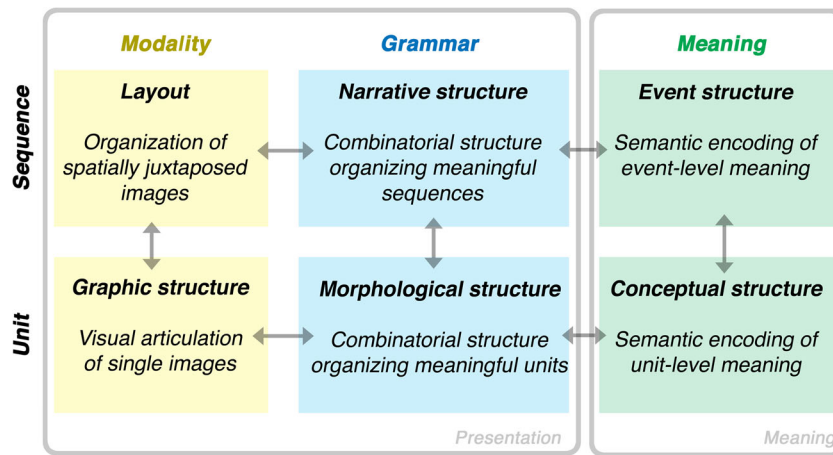 Modality
Grammar
Meaning
Sequence
Layout
Organization of
spatially juxtaposed
images
Narrative structure
Combinatorial structure
organizing meaningful
sequences
Event structure
Semantic encoding of
event-level meaning
Unit
Graphic structure
Visual articulation
of single images
Morphological structure
Combinatorial structure
organizing meaningful units
Conceptual structure
Semantic encoding of
unit-level meaning
Presentation
Meaning